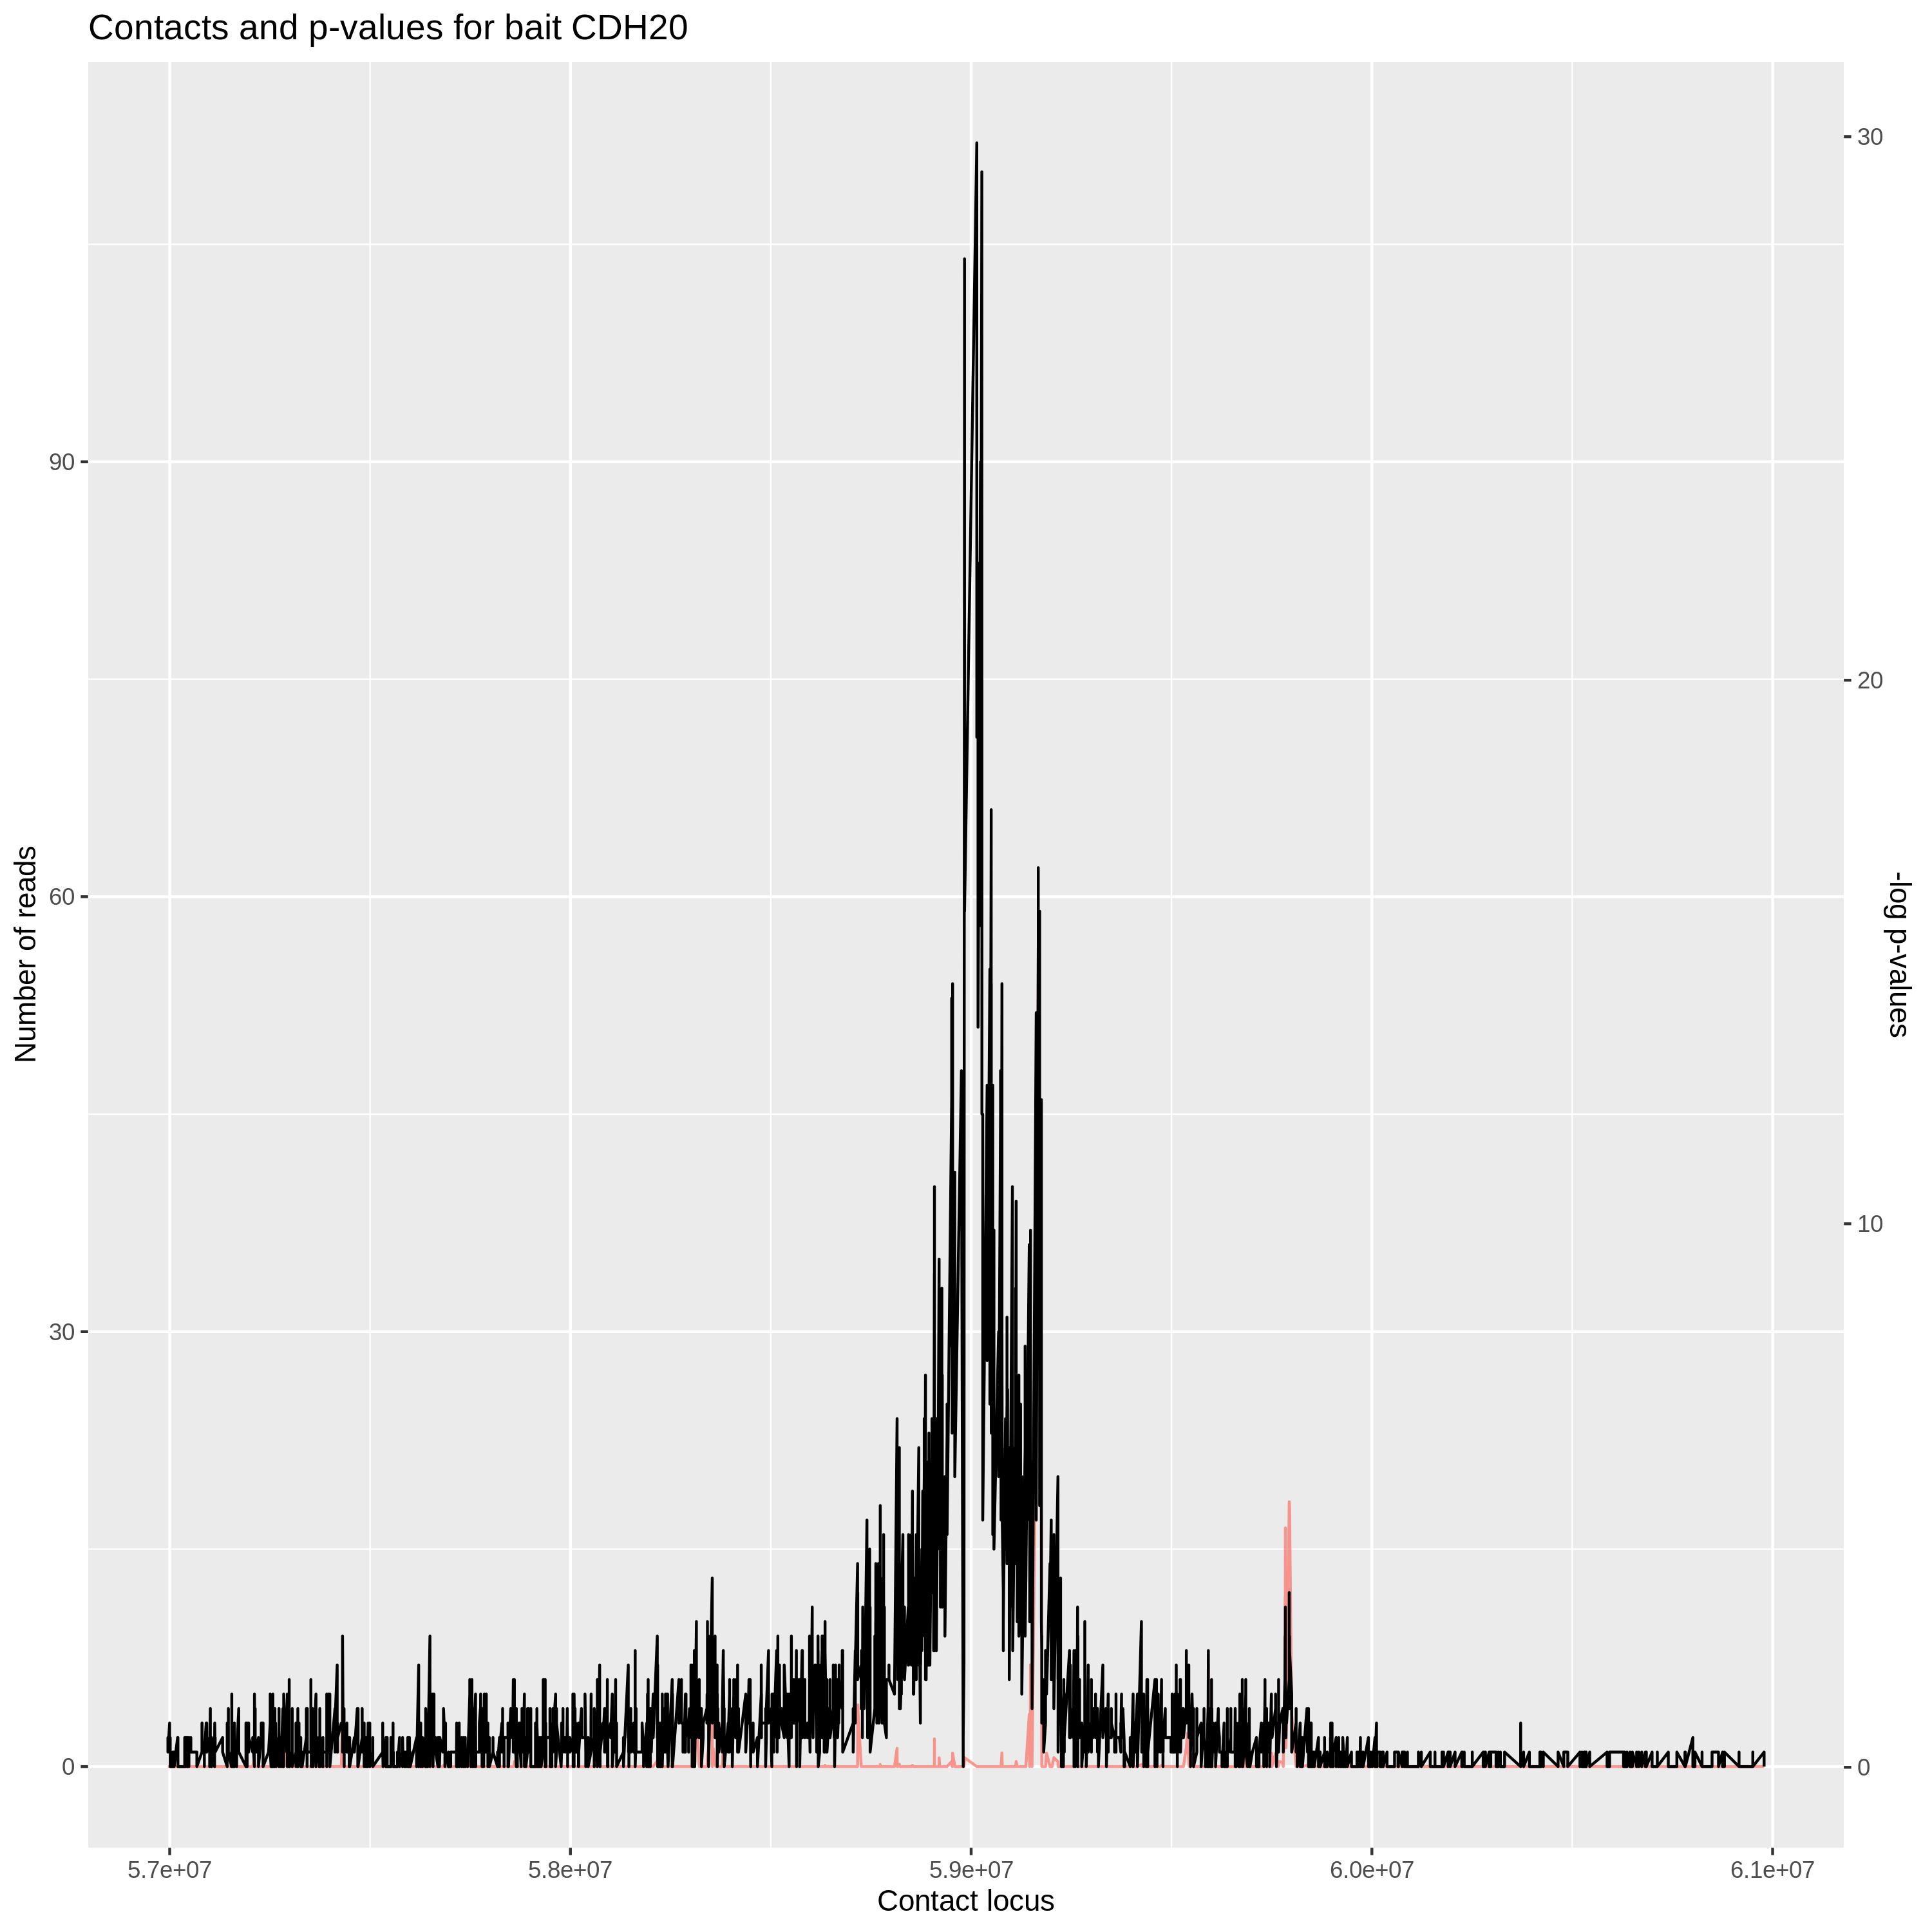 Contacts and p-values for bait CDH20
30
90
20
60
10
30
0
0
Number of reads
-log p-values
5.7e+07 5.8e+07 5.9e+07 6.0e+07 6.1e+07
Contact locus